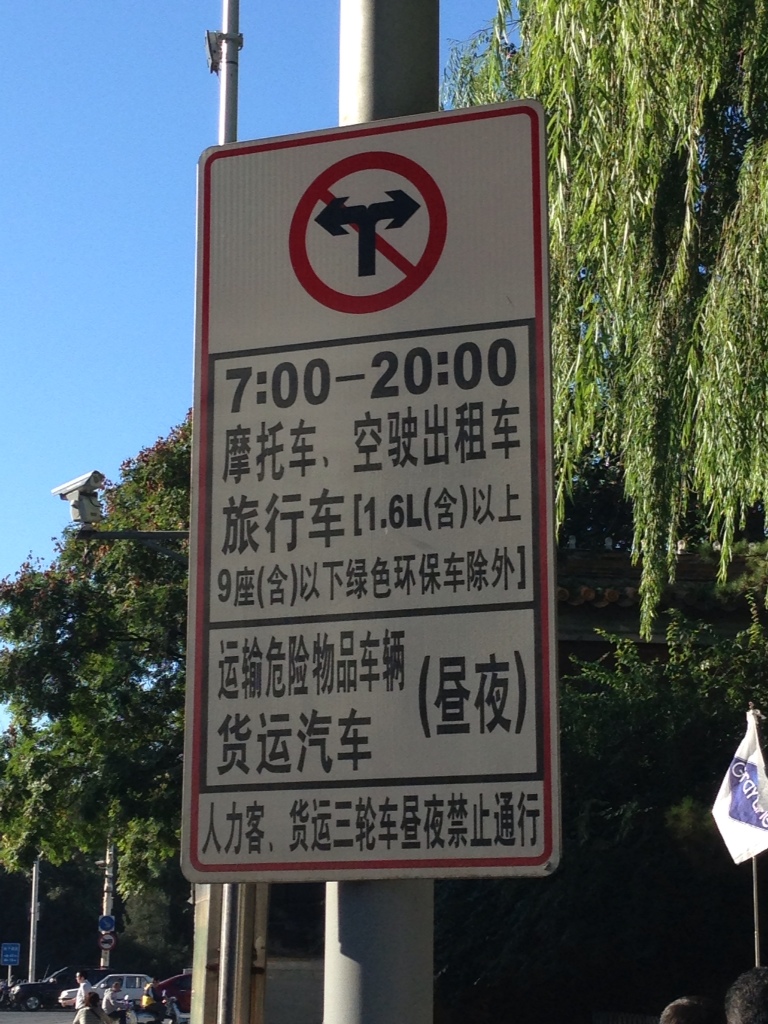 7:00－20:00
摩托车、空驶出租车
旅行车[1.6L(含)以上
9座(含)以下绿色环保车除外]
运输危险物品车辆
货运汽车
(昼夜)
人力客、货运三轮车昼夜禁止通行